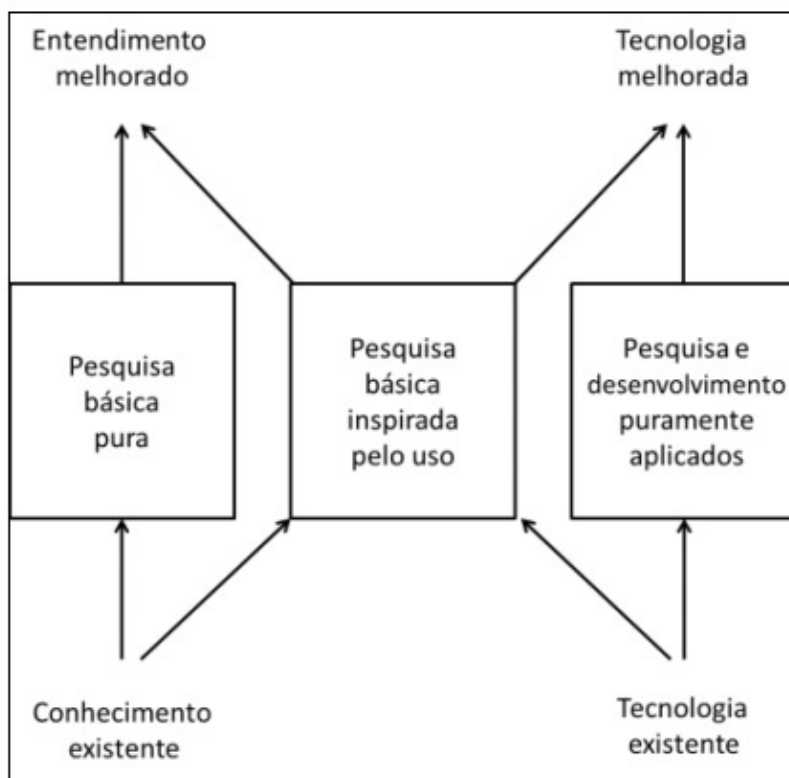 Entendimento
melhorado
Tecnologia
melhorada
Pesquisa
básica
pura
Pesquisa
básica
inspirada
pelo uso
Pesquisa e
desenvolvimento
puramente
aplicados
Conhecimento
existente
Tecnologia
existente